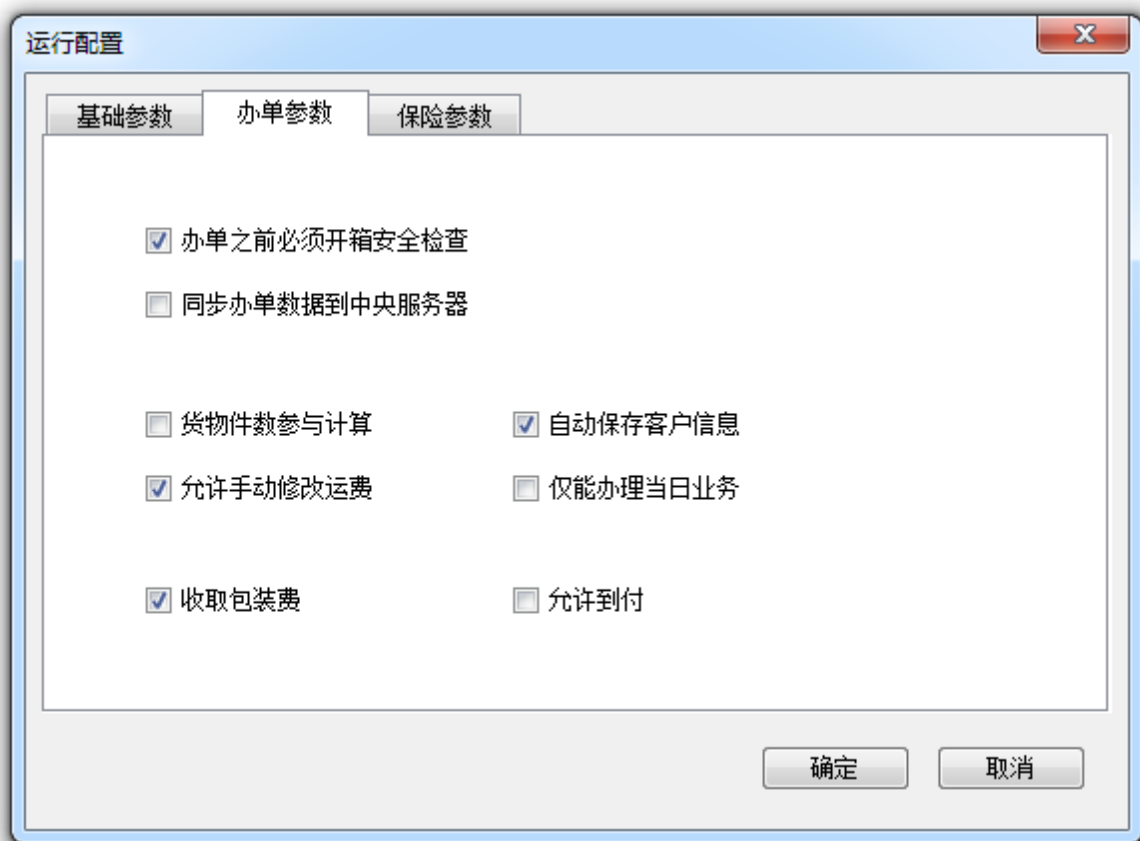 运行配置
基础参数 办单参数 保险参数
办单之前必须开箱安全检查
同步办单数据到中央服务器
货物件数参与计算 自动保存客户信息
允许手动修改运费 仅能办理当日业务
收取包装费 允许到付
确定 取消